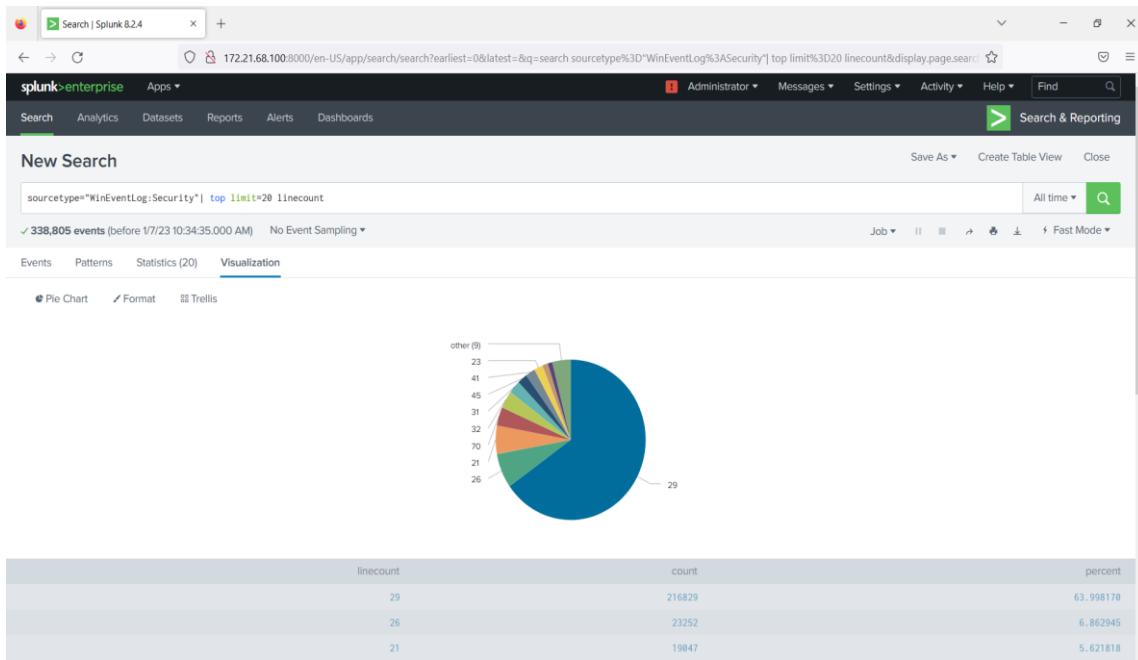 Search | Splunk 8.2.4
172.21.68.100:8000/en-US/app/search/search?earliest=0&latest=&q=search sourcetype%3D"WinEventLog%3ASecurity"| top limit%3D20 linecount&display.page.searc
splunk>enterprise Apps
! Administrator Messages Settings Activity Help Find
Search Analytics Datasets Reports Alerts Dashboards
> Search & Reporting
New Search
Save As Create Table View Close
sourcetype="WinEventLog:Security"| top limit=20 linecount
All time
338,805 events (before 1/7/23 10:34:35.000 AM) No Event Sampling
Job Fast Mode
Events Patterns Statistics (20) Visualization
Pie Chart Format Trellis
other (9)
23
41
45
31
32
70
21
26
29
linecount count percent
29 216829 63.998170
26 23252 6.862945
21 19047 5.621818